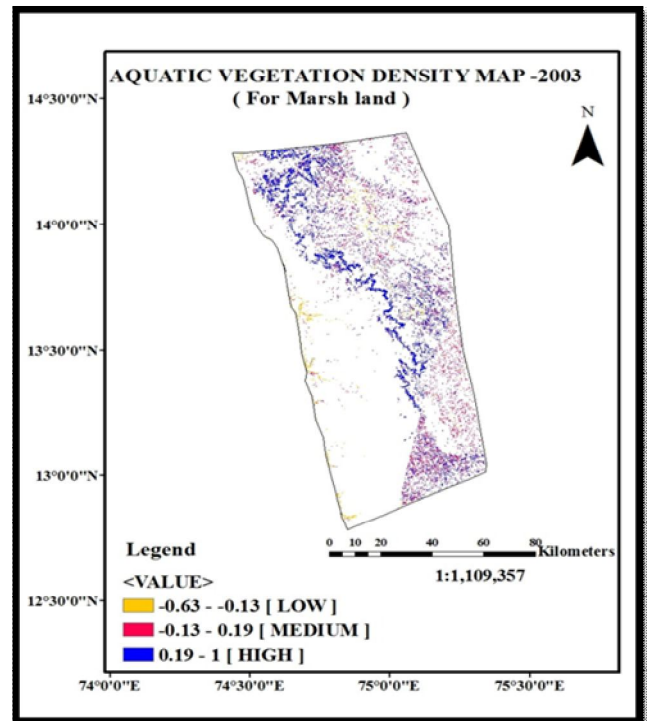 AQUATIC VEGETATION DENSITY MAP -2003
( For Marsh land )
N
14°30'0"N
14°0'0"N
13°30'0"N
13°0'0"N
12°30'0"N
0 10 20 40 60 80
Kilometers
1:1,109,357
Legend
<VALUE>
-0.63 - -0.13 [ LOW ]
-0.13 - 0.19 [ MEDIUM ]
0.19 - 1 [ HIGH ]
74°0'0"E 74°30'0"E 75°0'0"E 75°30'0"E